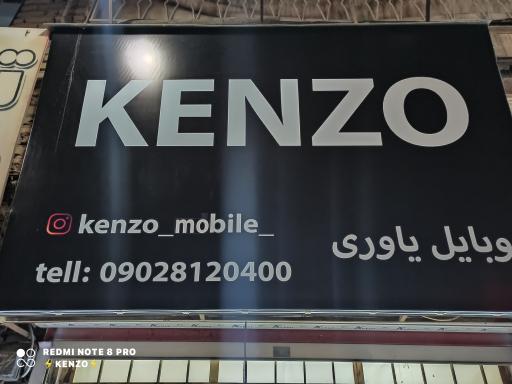 KENZO
kenzo_mobile_
وبایل یاوری
tell: 09028120400
REDMI NOTE 8 PRO
⚡KENZO⚡